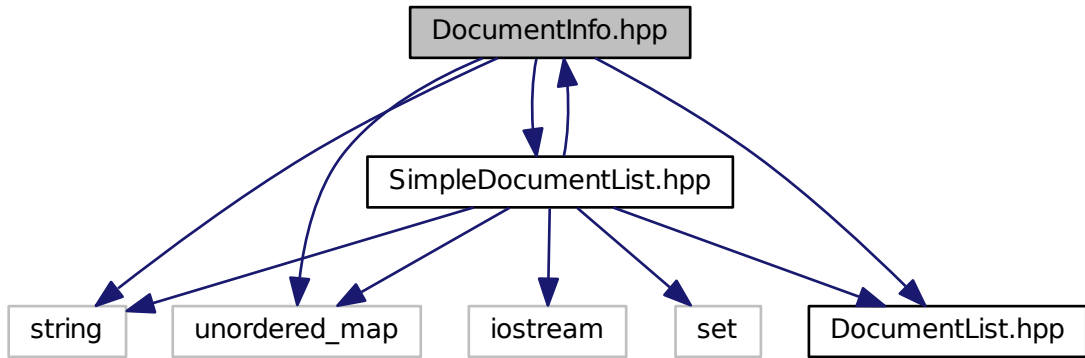 DocumentInfo.hpp
SimpleDocumentList.hpp
string
unordered_map
iostream
set
DocumentList.hpp